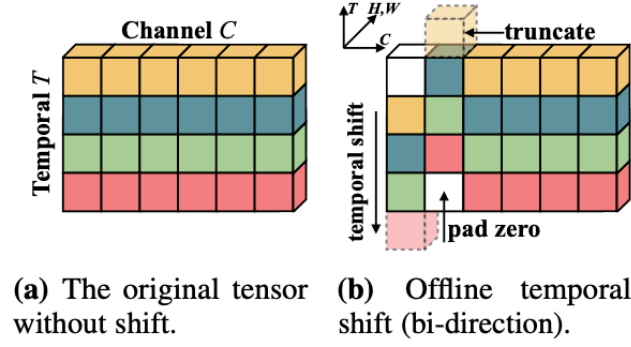 Channel C
Temporal T
(a) The original tensor
without shift.
T
H,W
C
truncate
temporal shift
pad zero
(b) Offline temporal
shift (bi-direction).